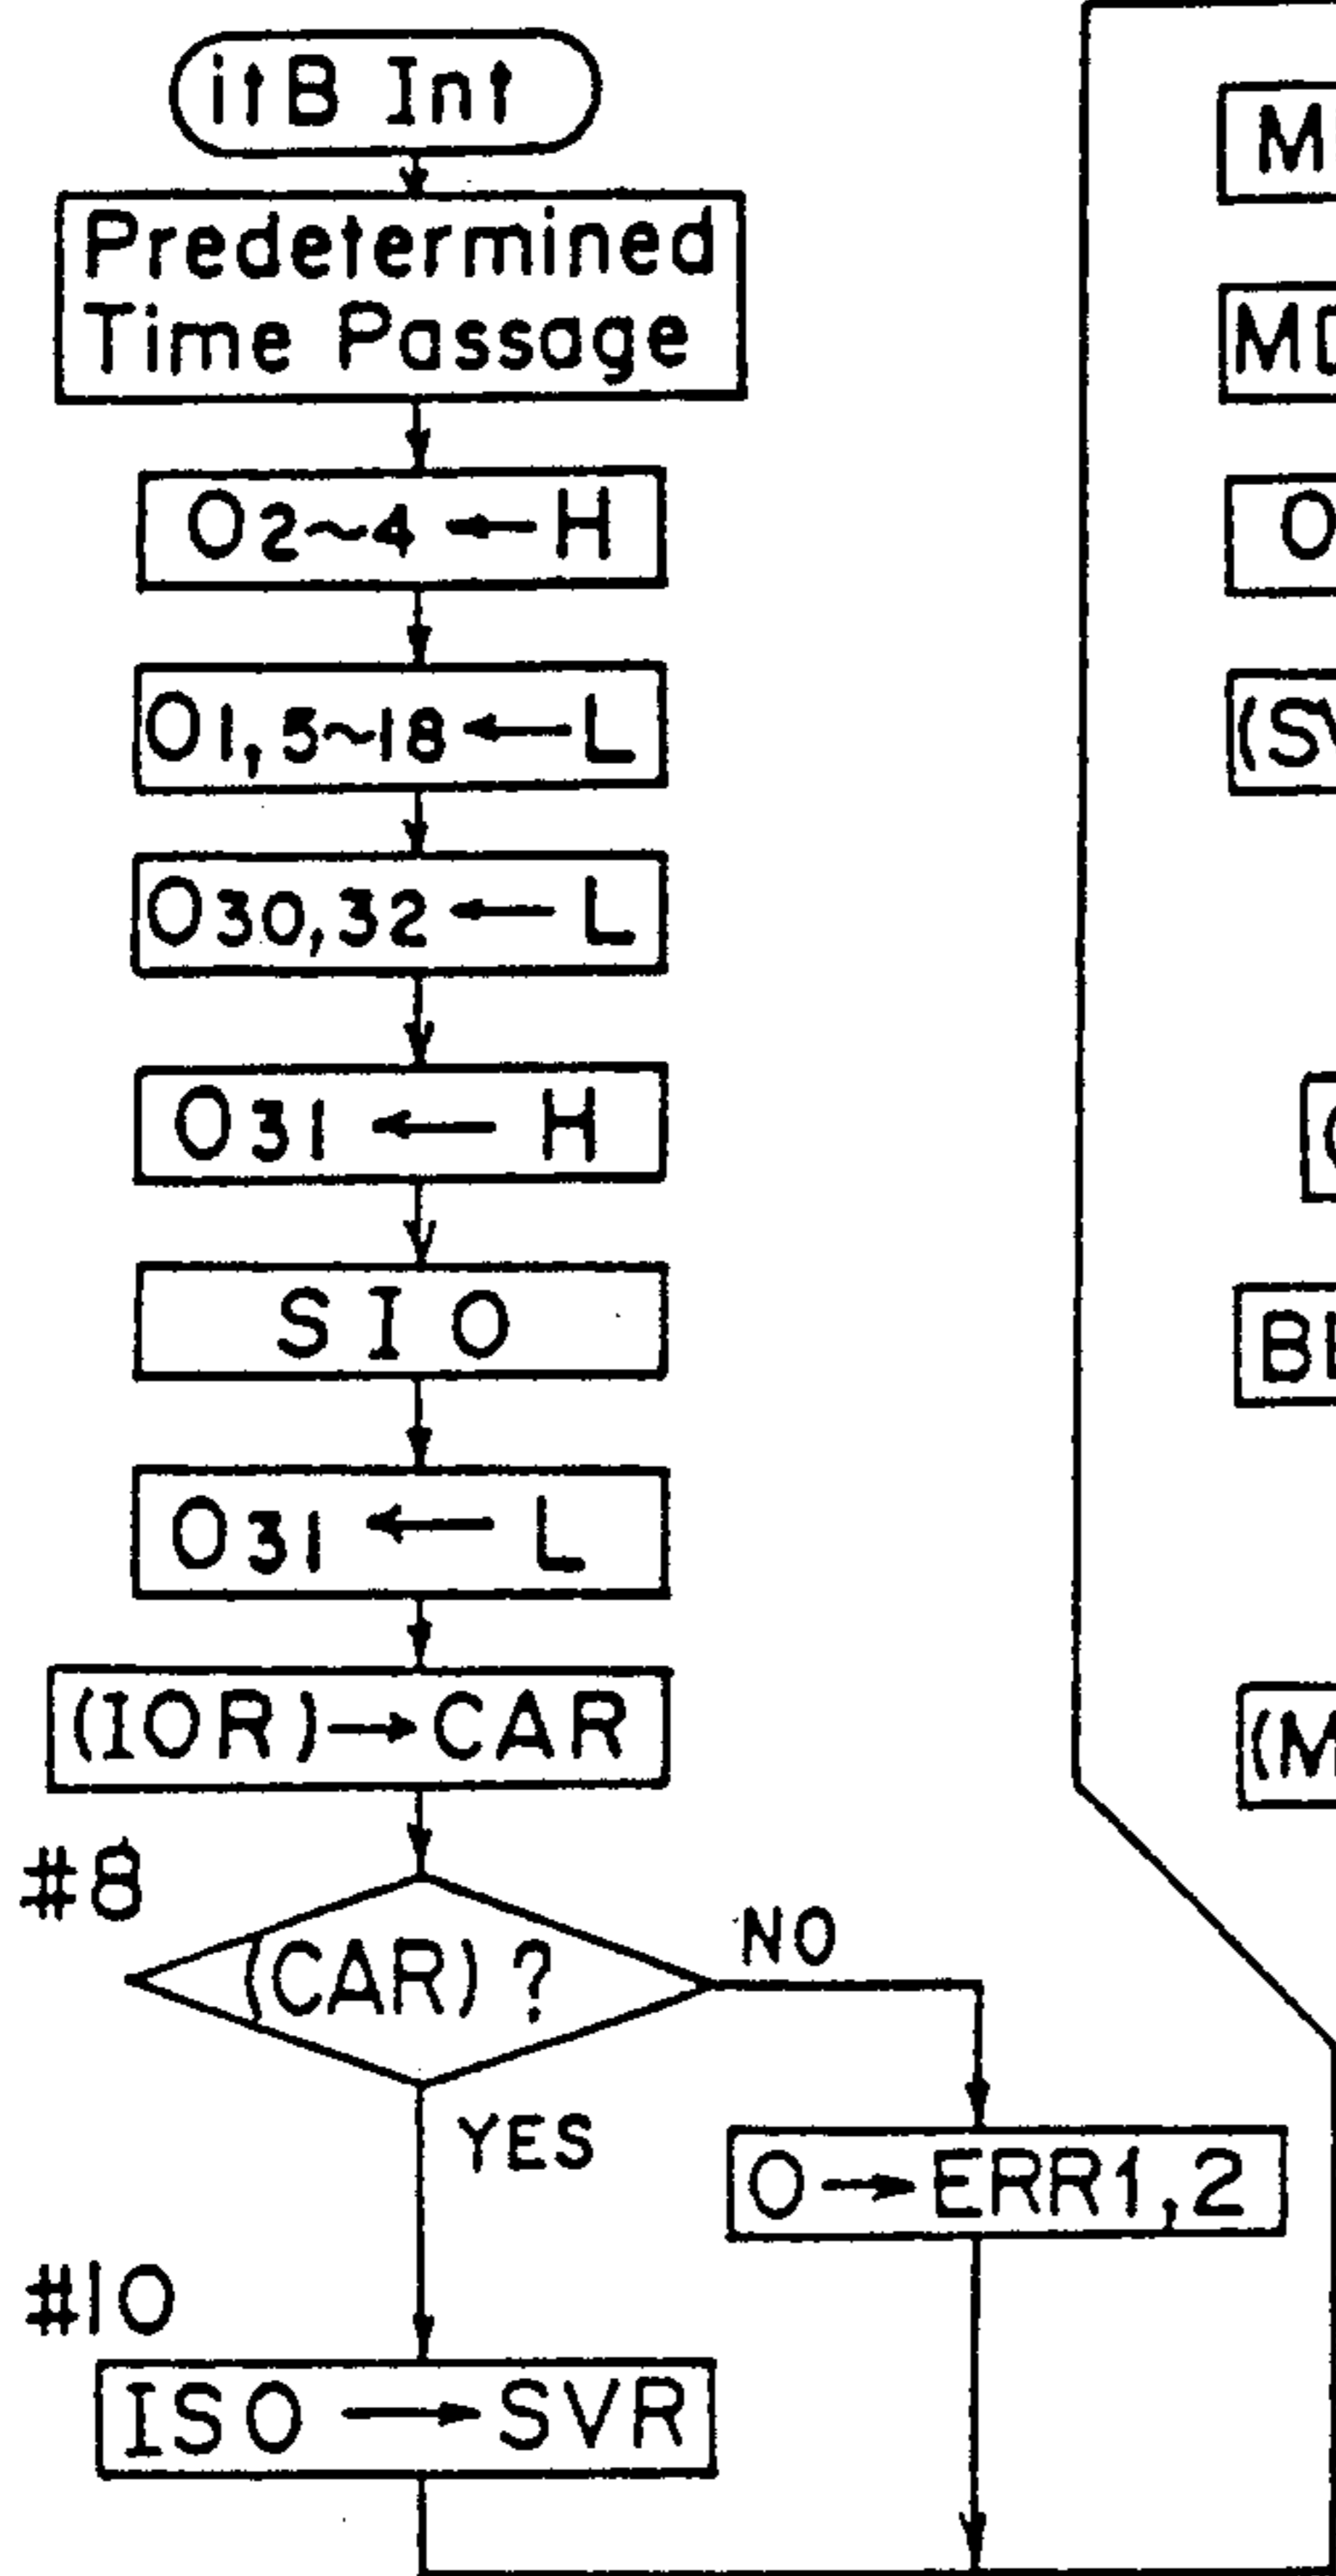 itB Int
Predetermined
Time Passage
O2~4 ← H
O1,5~18 ← L
O30,32 ← L
O31 ← H
SIO
O31 ← L
(IOR) → CAR
#8
(CAR)?
NO
YES
O → ERR1,2
#10
ISO → SVR